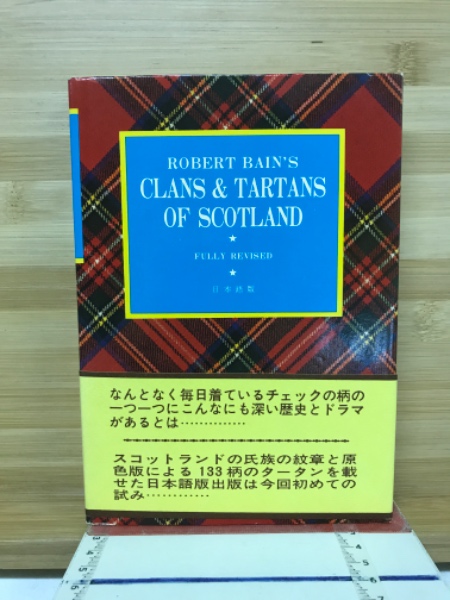 ROBERT BAIN'S
CLANS & TARTANS
OF SCOTLAND
★
FULLY REVISED
★
日本語版
なんとなく毎日着ているチェックの柄の
一つ一つにこんなにも深い歴史とドラマ
があるとは…………
スコットランドの氏族の紋章と原
色版による133柄のタータンを載
せた日本語版出版は今回初めての
試み…………